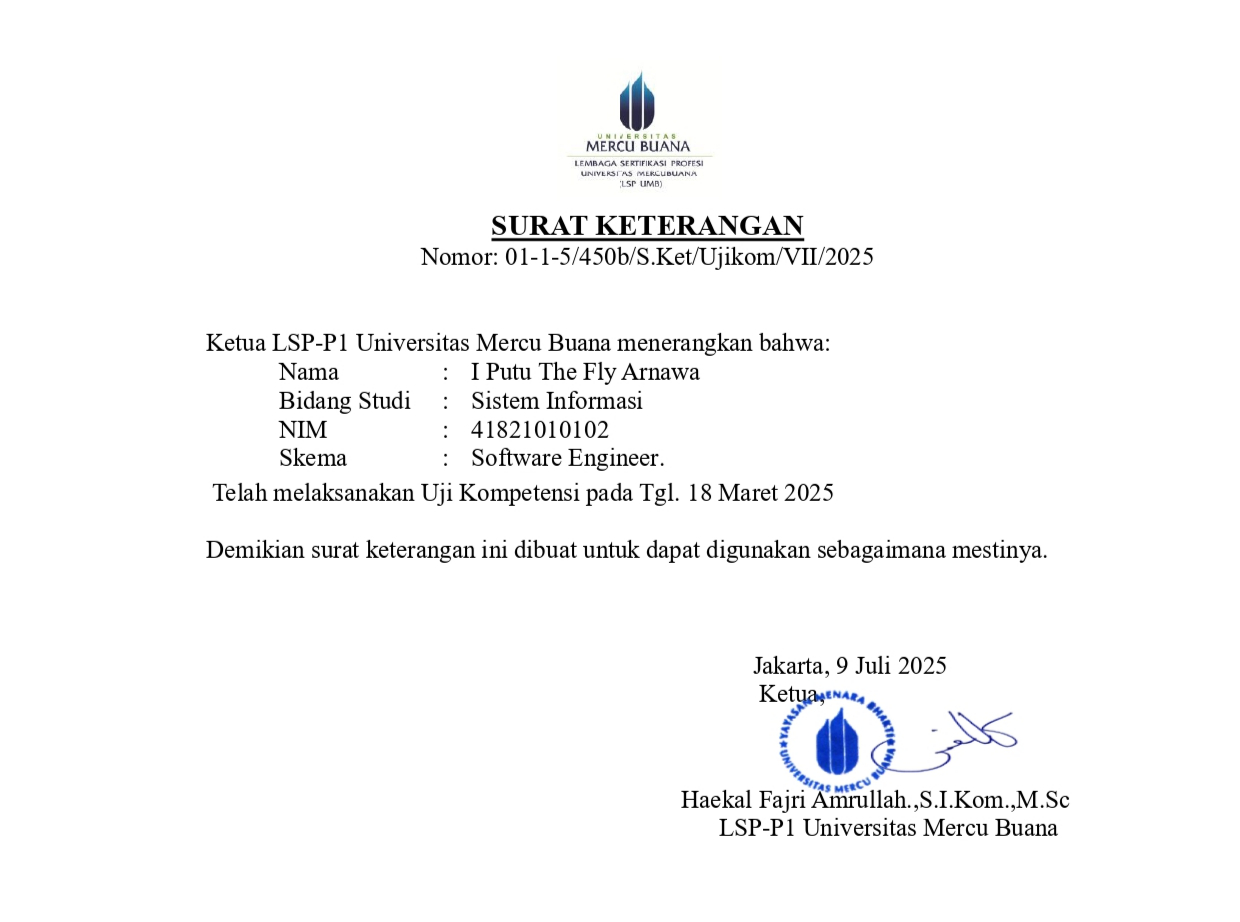 UNIVERSITAS
MERCU BUANA
LEMBAGA SERTIFIKASI PROFESI
UNIVERSITAS MERCUBUANA
(LSP UMB)
SURAT KETERANGAN
Nomor: 01-1-5/450b/S.Ket/Ujikom/VII/2025
Ketua LSP-P1 Universitas Mercu Buana menerangkan bahwa:
Nama : I Putu The Fly Arnawa
Bidang Studi : Sistem Informasi
NIM : 41821010102
Skema : Software Engineer.
Telah melaksanakan Uji Kompetensi pada Tgl. 18 Maret 2025
Demikian surat keterangan ini dibuat untuk dapat digunakan sebagaimana mestinya.
Jakarta, 9 Juli 2025
Ketua,
YAYASAN MENARA BHAKTI
UNIVERSITAS MERCU BUANA
Haekal Fajri Amrullah.,S.I.Kom.,M.Sc
LSP-P1 Universitas Mercu Buana